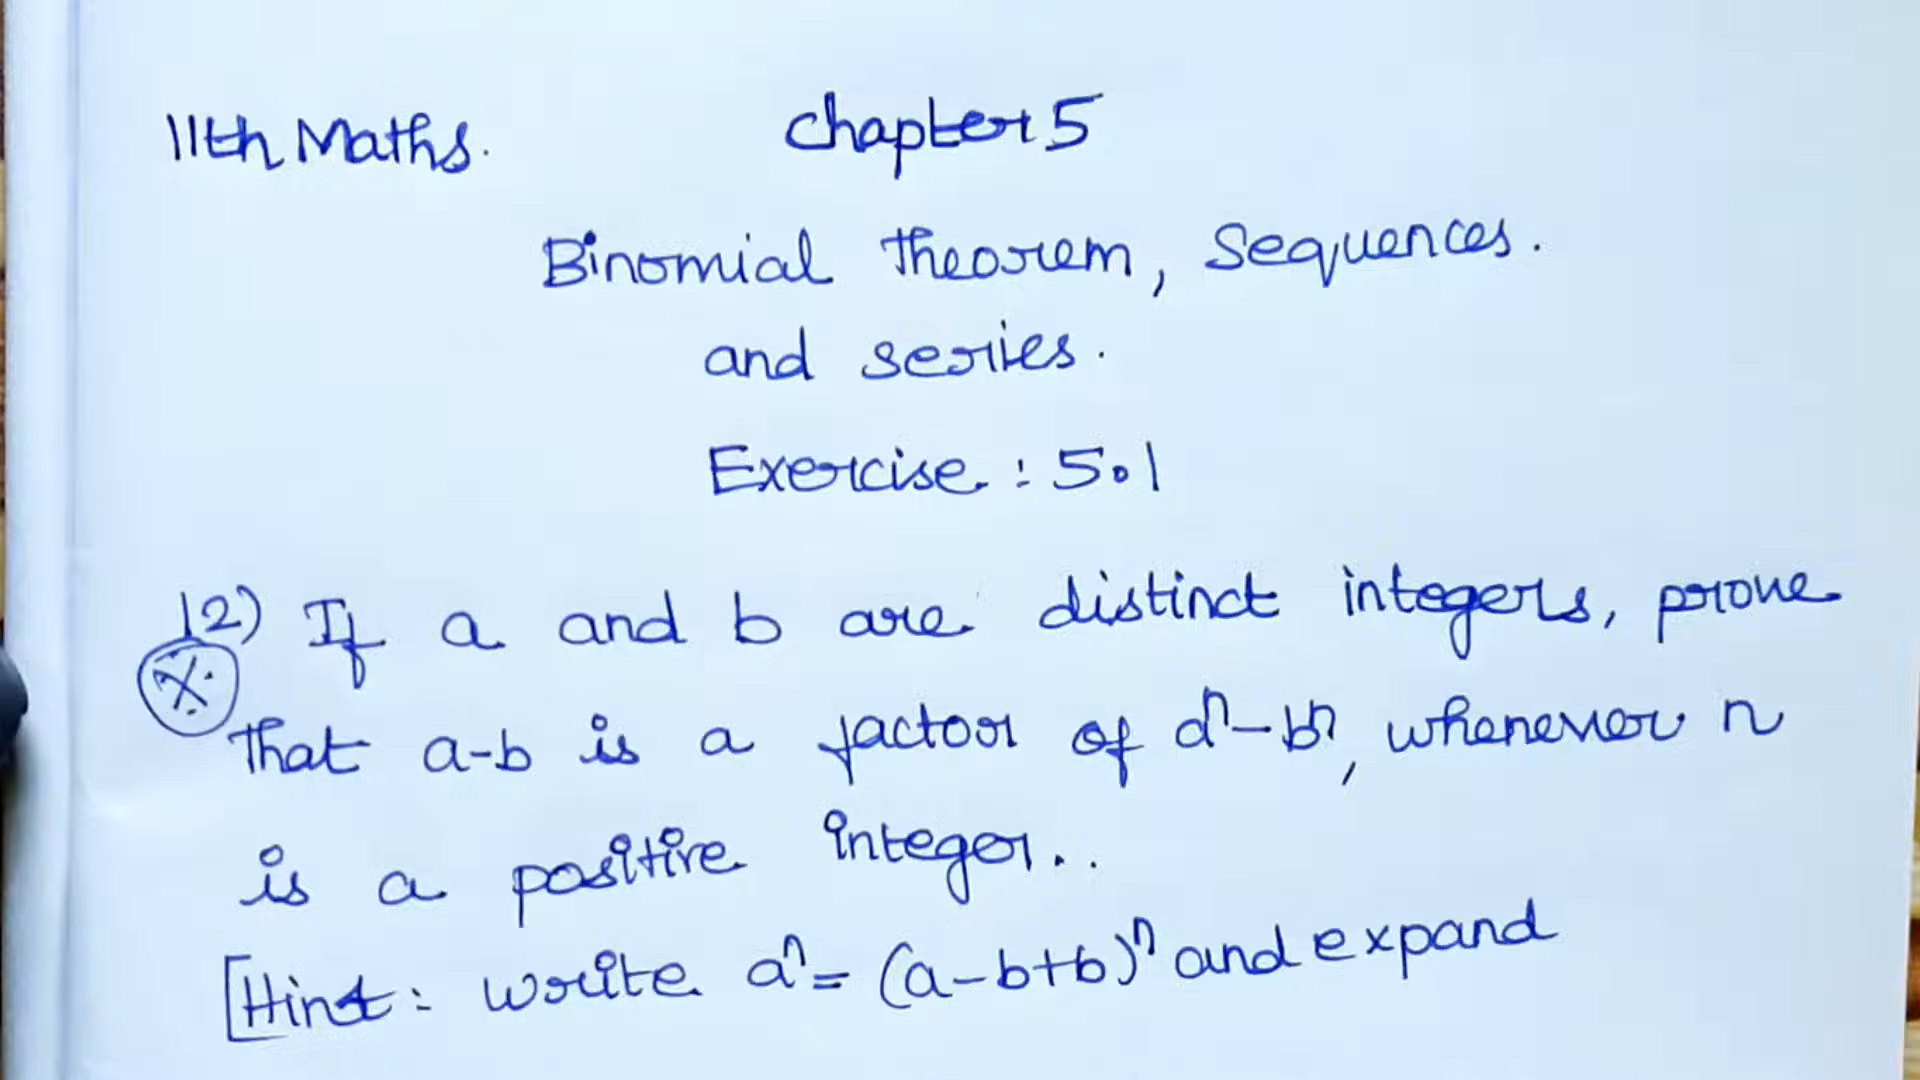 11th Maths. Chapter 5
Binomial theorem, Sequences.
and series.
Exercise : 5.1
12) If a and b are distinct integers, prove
that a-b is a factor of aⁿ-bⁿ, whenever n
is a positive integer..
[Hint: write aⁿ = (a-b+b)ⁿ and expand